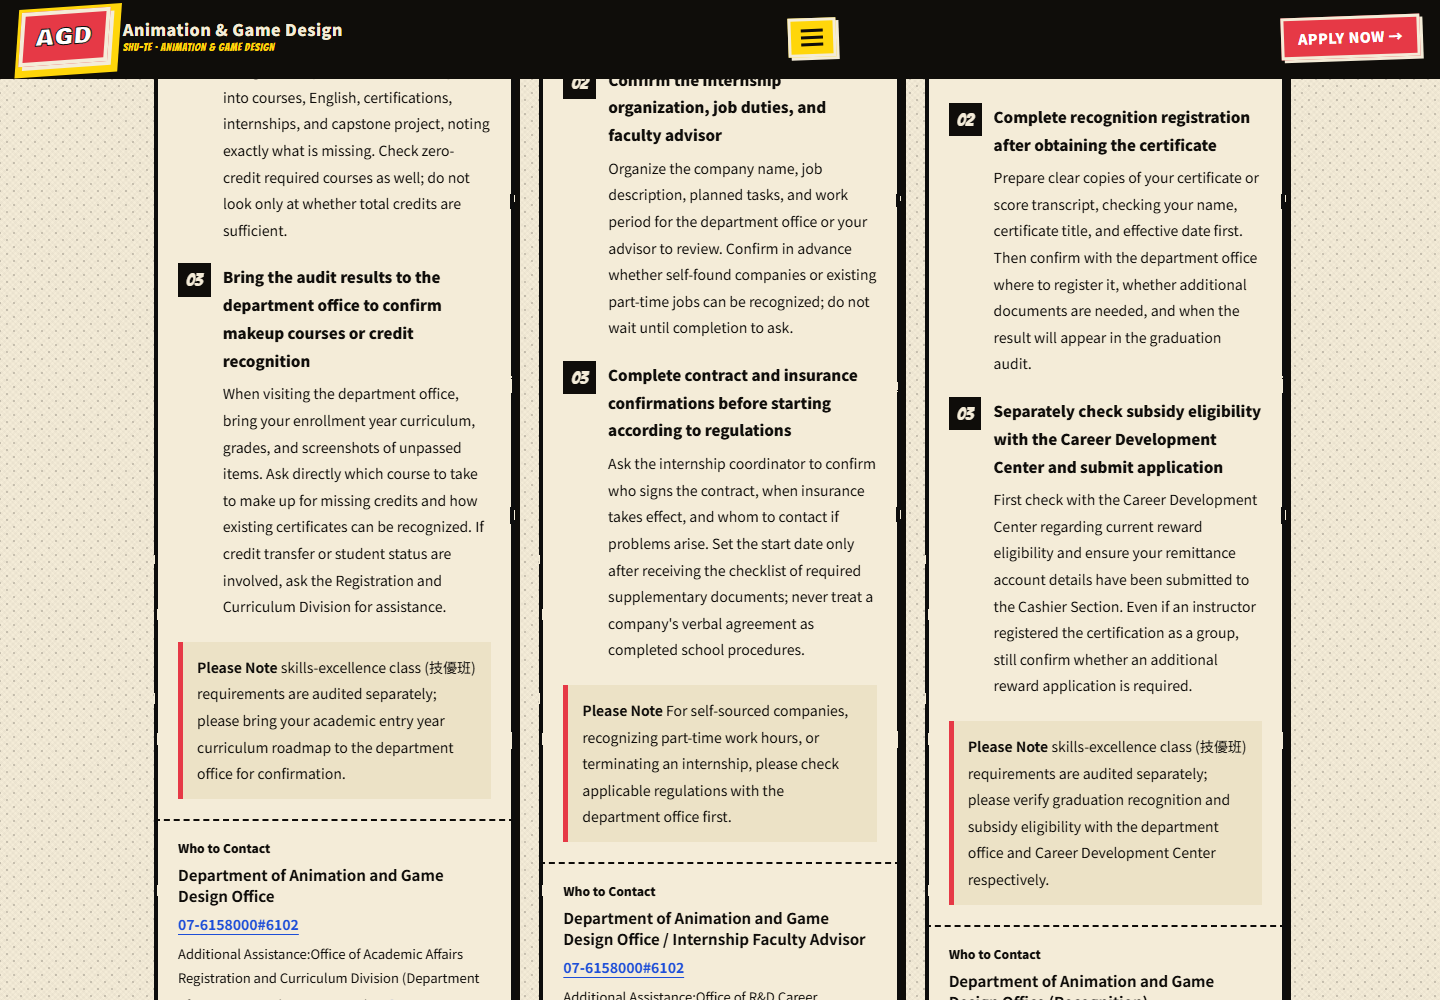 AGD
Animation & Game Design
SHU-TE · ANIMATION & GAME DESIGN
APPLY NOW →
into courses, English, certifications,
internships, and capstone project, noting
exactly what is missing. Check zero-
credit required courses as well; do not
look only at whether total credits are
sufficient.
03
Bring the audit results to the
department office to confirm
makeup courses or credit
recognition
When visiting the department office,
bring your enrollment year curriculum,
grades, and screenshots of unpassed
items. Ask directly which course to take
to make up for missing credits and how
existing certificates can be recognized. If
credit transfer or student status are
involved, ask the Registration and
Curriculum Division for assistance.
Please Note skills-excellence class (技優班)
requirements are audited separately;
please bring your academic entry year
curriculum roadmap to the department
office for confirmation.
Who to Contact
Department of Animation and Game
Design Office
07-6158000#6102
Additional Assistance:Office of Academic Affairs
Registration and Curriculum Division (Department
02
Confirm the internship
organization, job duties, and
faculty advisor
Organize the company name, job
description, planned tasks, and work
period for the department office or your
advisor to review. Confirm in advance
whether self-found companies or existing
part-time jobs can be recognized; do not
wait until completion to ask.
03
Complete contract and insurance
confirmations before starting
according to regulations
Ask the internship coordinator to confirm
who signs the contract, when insurance
takes effect, and whom to contact if
problems arise. Set the start date only
after receiving the checklist of required
supplementary documents; never treat a
company's verbal agreement as
completed school procedures.
Please Note For self-sourced companies,
recognizing part-time work hours, or
terminating an internship, please check
applicable regulations with the
department office first.
Who to Contact
Department of Animation and Game
Design Office / Internship Faculty Advisor
07-6158000#6102
Additional Assistance:Office of R&D Career
02
Complete recognition registration
after obtaining the certificate
Prepare clear copies of your certificate or
score transcript, checking your name,
certificate title, and effective date first.
Then confirm with the department office
where to register it, whether additional
documents are needed, and when the
result will appear in the graduation
audit.
03
Separately check subsidy eligibility
with the Career Development
Center and submit application
First check with the Career Development
Center regarding current reward
eligibility and ensure your remittance
account details have been submitted to
the Cashier Section. Even if an instructor
registered the certification as a group,
still confirm whether an additional
reward application is required.
Please Note skills-excellence class (技優班)
requirements are audited separately;
please verify graduation recognition and
subsidy eligibility with the department
office and Career Development Center
respectively.
Who to Contact
Department of Animation and Game
Design Office (Recognition)